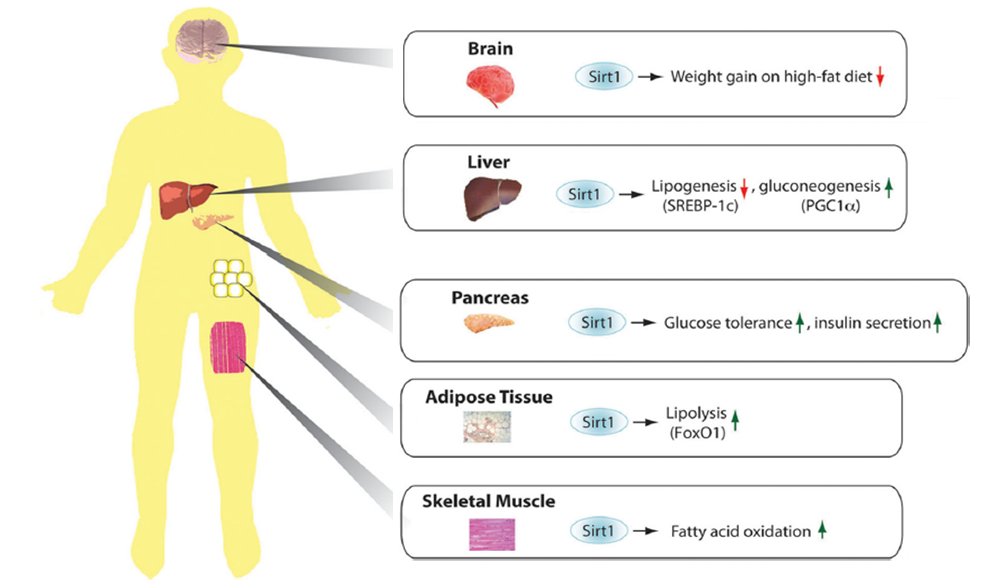 Brain
Sirt1 Weight gain on high-fat diet
Liver
Sirt1 Lipogenesis , gluconeogenesis
(SREBP-1c) (PGC1α)
Pancreas
Sirt1 Glucose tolerance , insulin secretion
Adipose Tissue
Sirt1 Lipolysis
(FoxO1)
Skeletal Muscle
Sirt1 Fatty acid oxidation